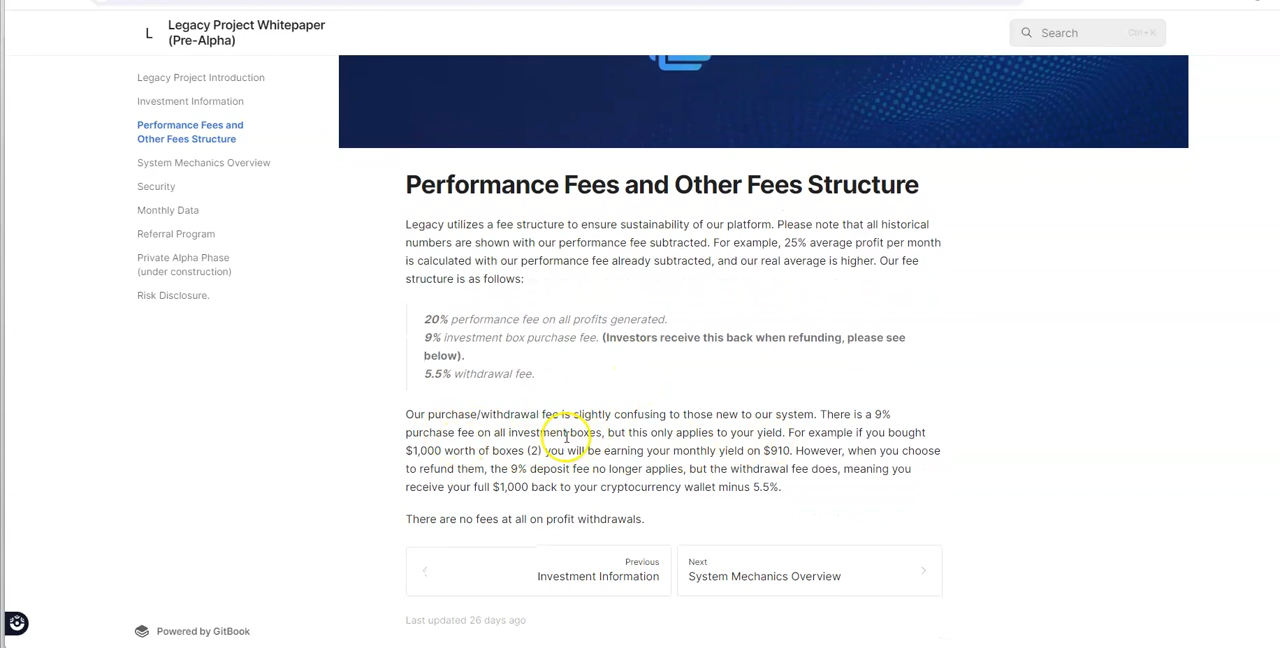 L
Legacy Project Whitepaper
(Pre-Alpha)
Search
Ctrl+K
Legacy Project Introduction
Investment Information
Performance Fees and
Other Fees Structure
System Mechanics Overview
Security
Monthly Data
Referral Program
Private Alpha Phase
(under construction)
Risk Disclosure.
Powered by GitBook
Performance Fees and Other Fees Structure
Legacy utilizes a fee structure to ensure sustainability of our platform. Please note that all historical
numbers are shown with our performance fee subtracted. For example, 25% average profit per month
is calculated with our performance fee already subtracted, and our real average is higher. Our fee
structure is as follows:
20% performance fee on all profits generated.
9% investment box purchase fee. (Investors receive this back when refunding, please see
below).
5.5% withdrawal fee.
Our purchase/withdrawal fee is slightly confusing to those new to our system. There is a 9%
purchase fee on all investment boxes, but this only applies to your yield. For example if you bought
$1,000 worth of boxes (2) you will be earning your monthly yield on $910. However, when you choose
to refund them, the 9% deposit fee no longer applies, but the withdrawal fee does, meaning you
receive your full $1,000 back to your cryptocurrency wallet minus 5.5%.
There are no fees at all on profit withdrawals.
Previous
Investment Information
Next
System Mechanics Overview
Last updated 26 days ago